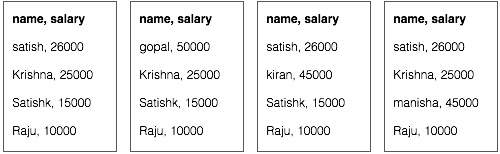 name, salary
satish, 26000
Krishna, 25000
Satishk, 15000
Raju, 10000
name, salary
gopal, 50000
Krishna, 25000
Satishk, 15000
Raju, 10000
name, salary
satish, 26000
kiran, 45000
Satishk, 15000
Raju, 10000
name, salary
satish, 26000
Krishna, 25000
manisha, 45000
Raju, 10000